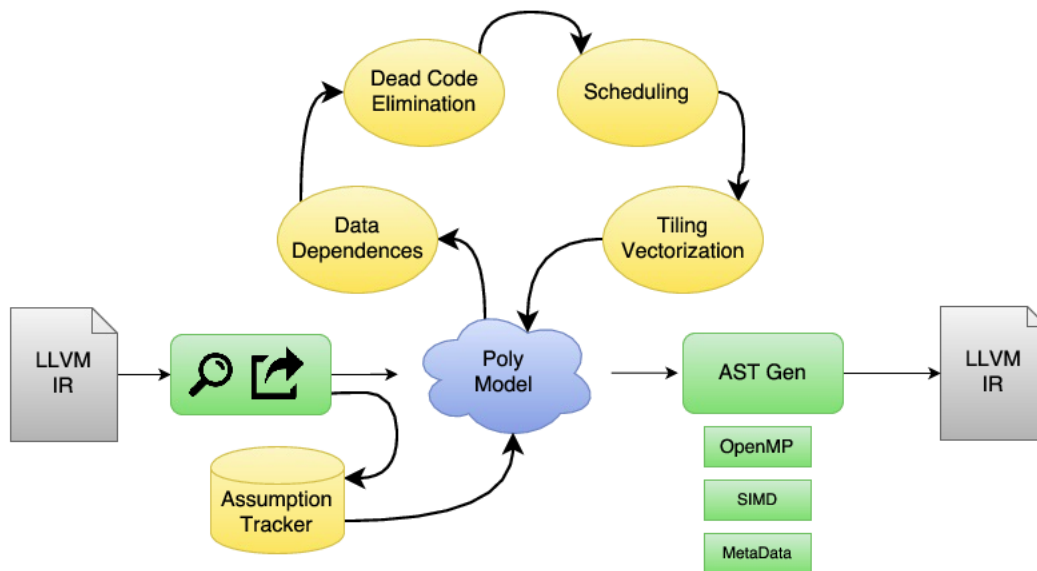 Dead Code
Elimination
Scheduling
Data
Dependences
Tiling
Vectorization
LLVM
IR
Poly
Model
AST Gen
LLVM
IR
OpenMP
Assumption
Tracker
SIMD
MetaData